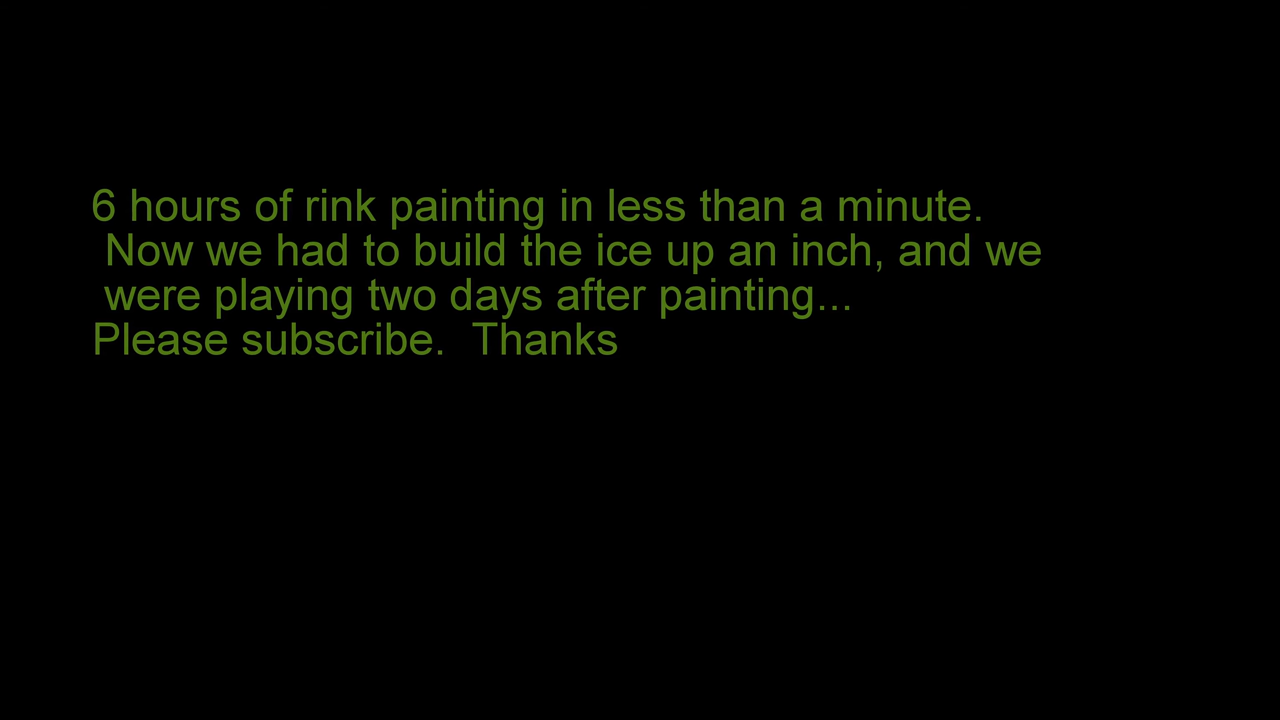 6 hours of rink painting in less than a minute.
Now we had to build the ice up an inch, and we
were playing two days after painting...
Please subscribe.  Thanks